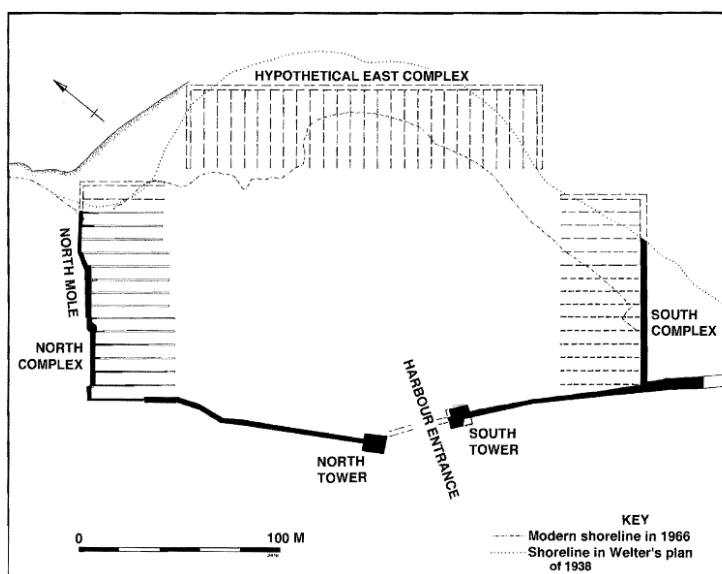 HYPOTHETICAL EAST COMPLEX
NORTH MOLE
NORTH
COMPLEX
SOUTH
COMPLEX
HARBOUR ENTRANCE
NORTH
TOWER
SOUTH
TOWER
0 100 M
KEY
Modern shoreline in 1966
Shoreline in Welter's plan
of 1938